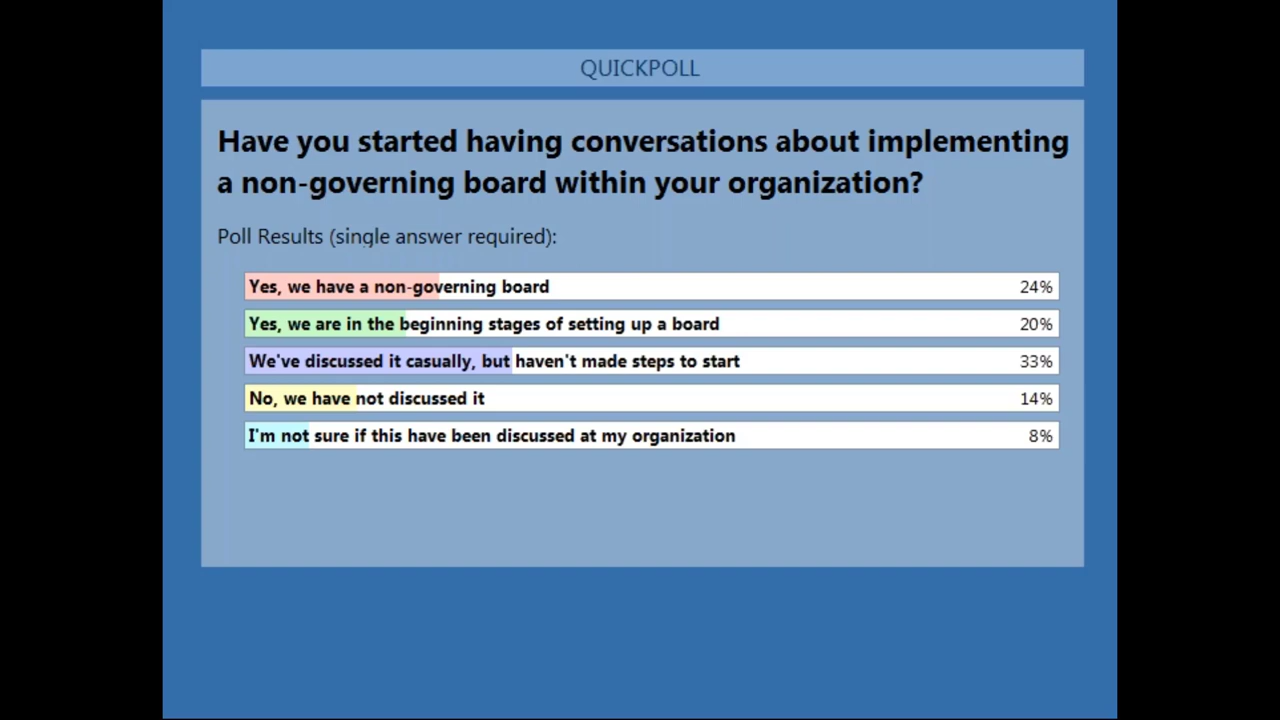 QUICKPOLL
Have you started having conversations about implementing
a non-governing board within your organization?
Poll Results (single answer required):
Yes, we have a non-governing board 24%
Yes, we are in the beginning stages of setting up a board 20%
We've discussed it casually, but haven't made steps to start 33%
No, we have not discussed it 14%
I'm not sure if this have been discussed at my organization 8%